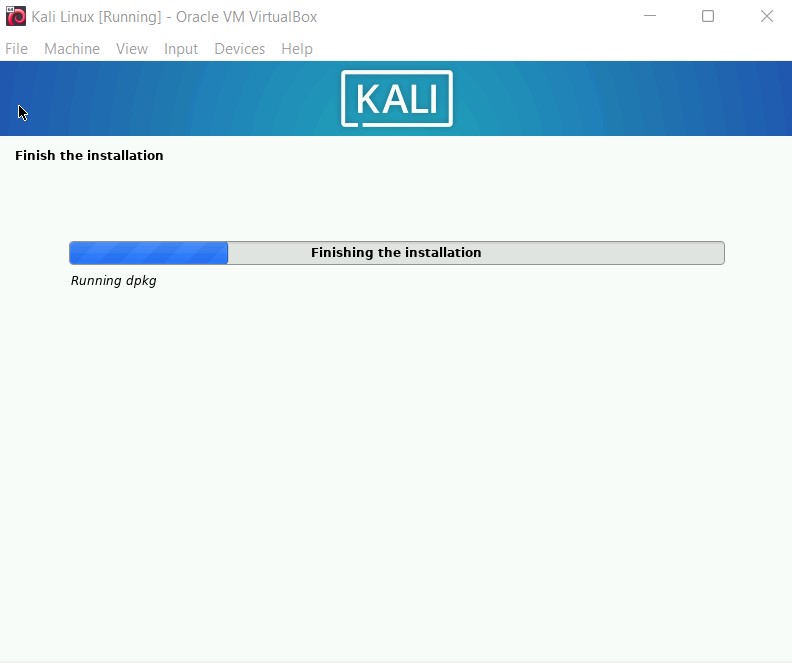 Kali Linux [Running] - Oracle VM VirtualBox
File Machine View Input Devices Help
KALI
Finish the installation
Finishing the installation
Running dpkg